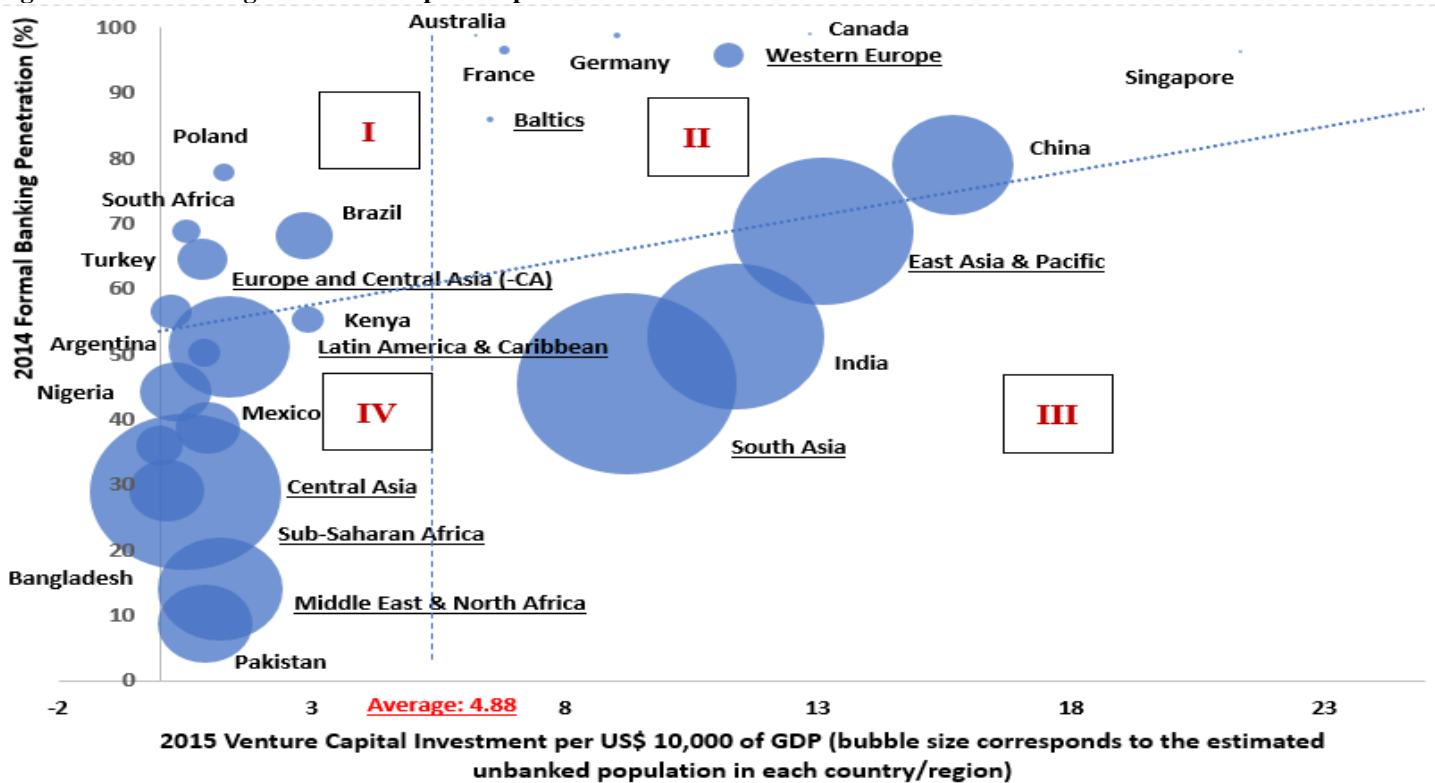 2014 Formal Banking Penetration (%)
100
90
80
70
60
50
40
30
20
10
0
Australia
Canada
France
Germany
Western Europe
Singapore
I
II
Baltics
Poland
China
South Africa
Brazil
Turkey
East Asia & Pacific
Europe and Central Asia (-CA)
Kenya
Argentina
Latin America & Caribbean
India
Nigeria
Mexico
IV
III
South Asia
Central Asia
Sub-Saharan Africa
Bangladesh
Middle East & North Africa
Pakistan
-2 3 Average: 4.88 8 13 18 23
2015 Venture Capital Investment per US$ 10,000 of GDP (bubble size corresponds to the estimated
unbanked population in each country/region)